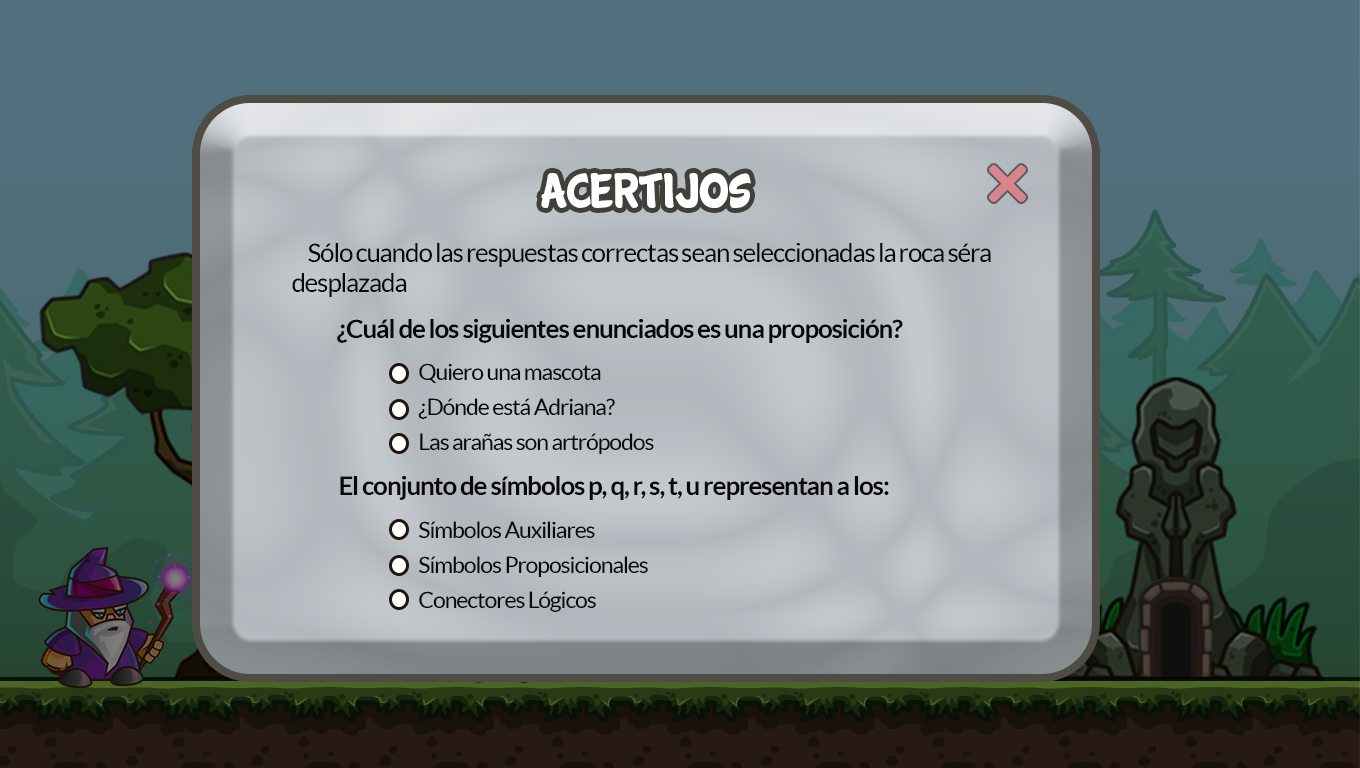 ACERTIJOS
Sólo cuando las respuestas correctas sean seleccionadas la roca séra
desplazada
¿Cuál de los siguientes enunciados es una proposición?
Quiero una mascota
¿Dónde está Adriana?
Las arañas son artrópodos
El conjunto de símbolos p, q, r, s, t, u representan a los:
Símbolos Auxiliares
Símbolos Proposicionales
Conectores Lógicos